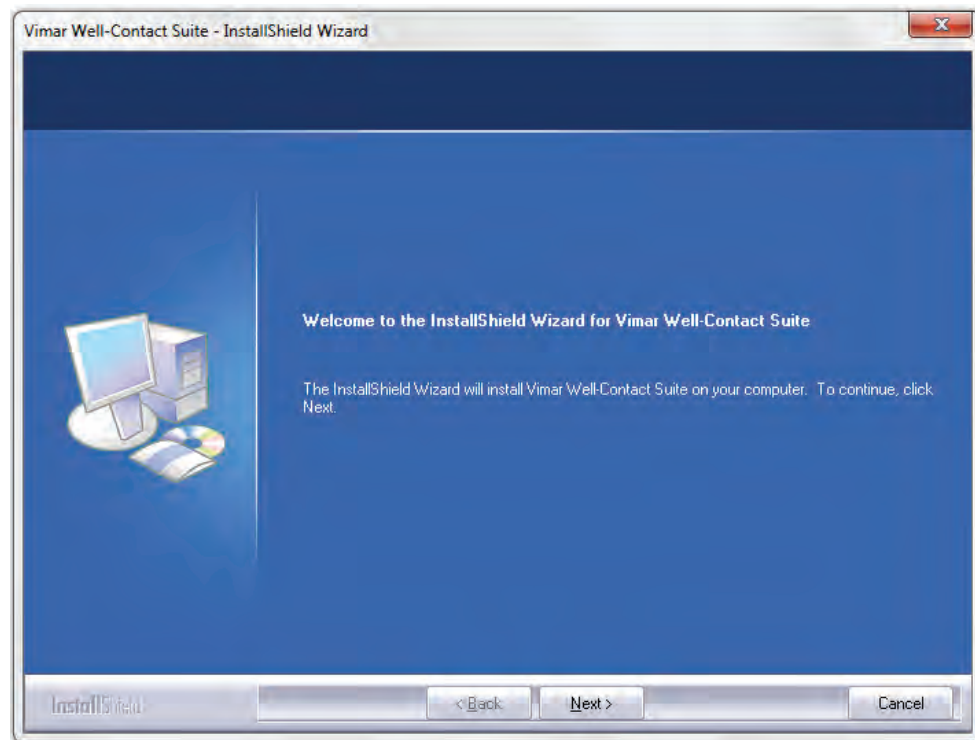 Vimar Well-Contact Suite - InstallShield Wizard
Welcome to the InstallShield Wizard for Vimar Well-Contact Suite
The InstallShield Wizard will install Vimar Well-Contact Suite on your computer. To continue, click
Next.
InstallShield
< Back
Next >
Cancel